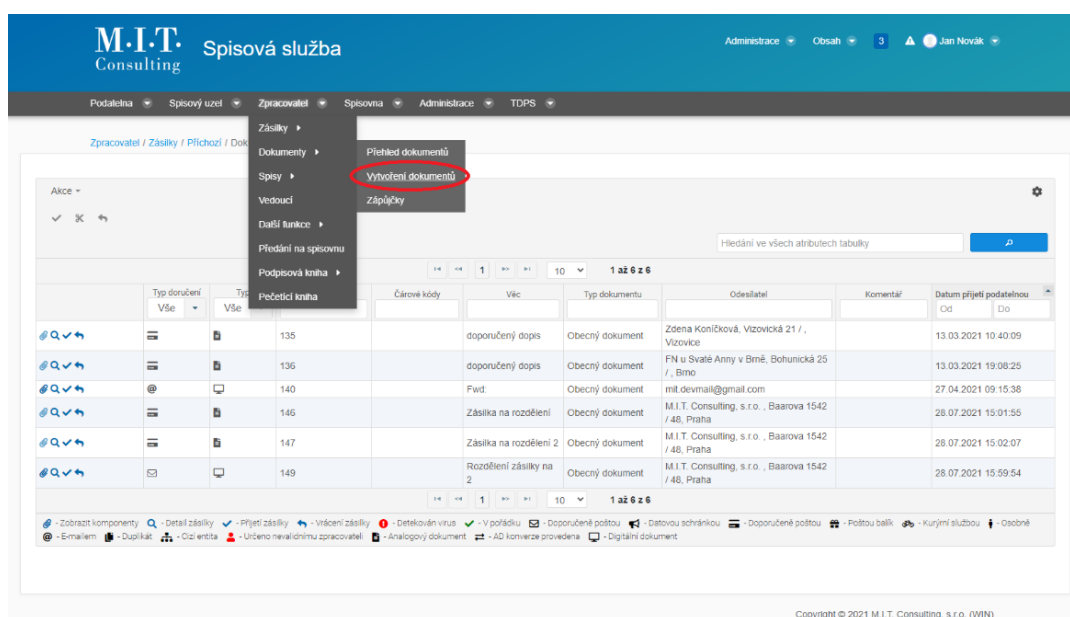 M.I.T.
Consulting
Spisová služba
Administrace Obsah 3 Jan Novák
Podatelna Spisový uzel Zpracovatel Spisovna Administrace TDPS
Zpracovatel / Zásilky / Příchozí / Dok
Zásilky
Dokumenty
Spisy
Vedoucí
Další funkce
Předání na spisovnu
Podpisová kniha
Pečetící kniha
Přehled dokumentů
Vytvoření dokumentů
Zápůjčky
Akce
Hledání ve všech atributech tabulky
1 10 1 až 6 z 6
Typ doručení Typ Čárové kódy Věc Typ dokumentu Odesílatel Komentář Datum přijetí podatelnou
Vše Vše Od Do
135 doporučený dopis Obecný dokument Zdena Koníčková, Vizovická 21 / , 13.03.2021 10:40:09
Vizovice
136 doporučený dopis Obecný dokument FN u Svaté Anny v Brně, Bohunická 25 13.03.2021 19:08:25
/ , Brno
@ 140 Fwd: Obecný dokument mit.devmail@gmail.com 27.04.2021 09:15:38
146 Zásilka na rozdělení Obecný dokument M.I.T. Consulting, s.r.o. , Baarova 1542 28.07.2021 15:01:55
/ 48, Praha
147 Zásilka na rozdělení 2 Obecný dokument M.I.T. Consulting, s.r.o. , Baarova 1542 28.07.2021 15:02:07
/ 48, Praha
149 Rozdělení zásilky na Obecný dokument M.I.T. Consulting, s.r.o. , Baarova 1542 28.07.2021 15:59:54
2 / 48, Praha
1 10 1 až 6 z 6
- Zobrazit komponenty - Detail zásilky - Přijetí zásilky - Vrácení zásilky - Detekován virus - V pořádku - Doporučeně poštou - Datovou schránkou - Doporučeně poštou - Poštou balík - Kurýrní službou - Osobně
@ - E-mailem - Duplikát - Cizí entita - Určeno nevalidnímu zpracovateli - Analogový dokument - AD konverze provedena - Digitální dokument
Copyright © 2021 M.I.T. Consulting, s.r.o. (WIN)